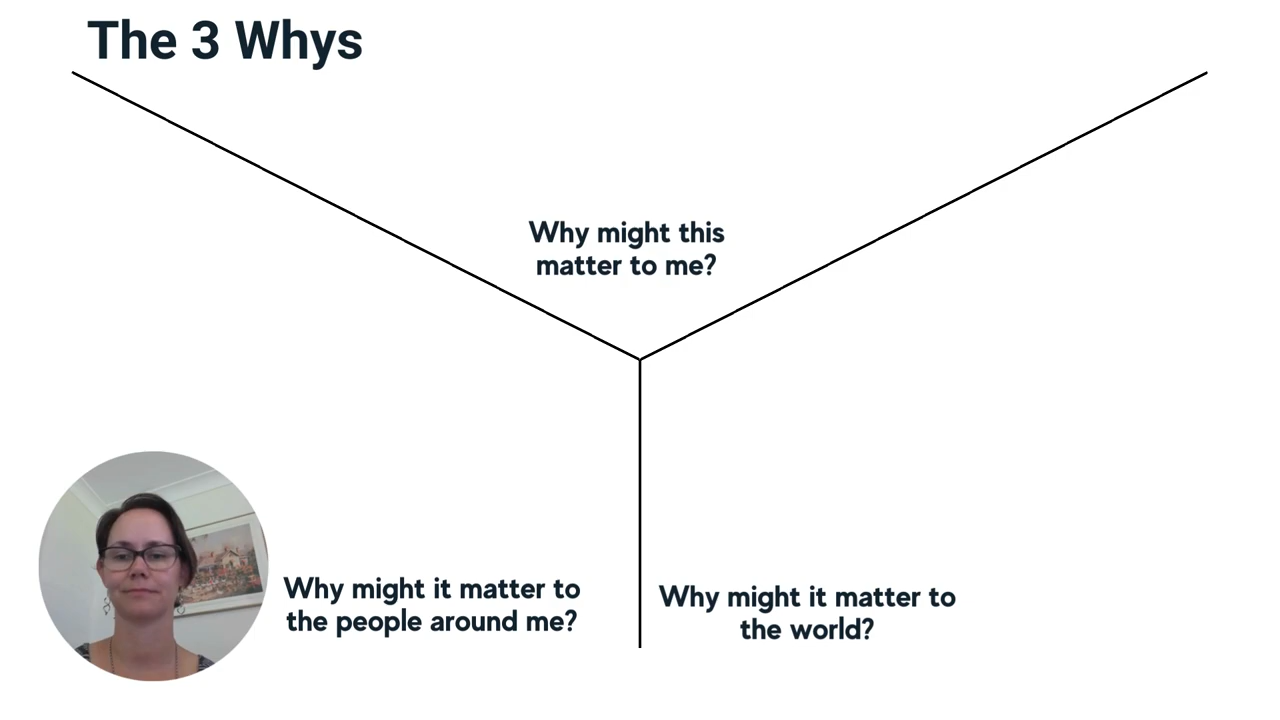 The 3 Whys
Why might this
matter to me?
Why might it matter to
the people around me?
Why might it matter to
the world?